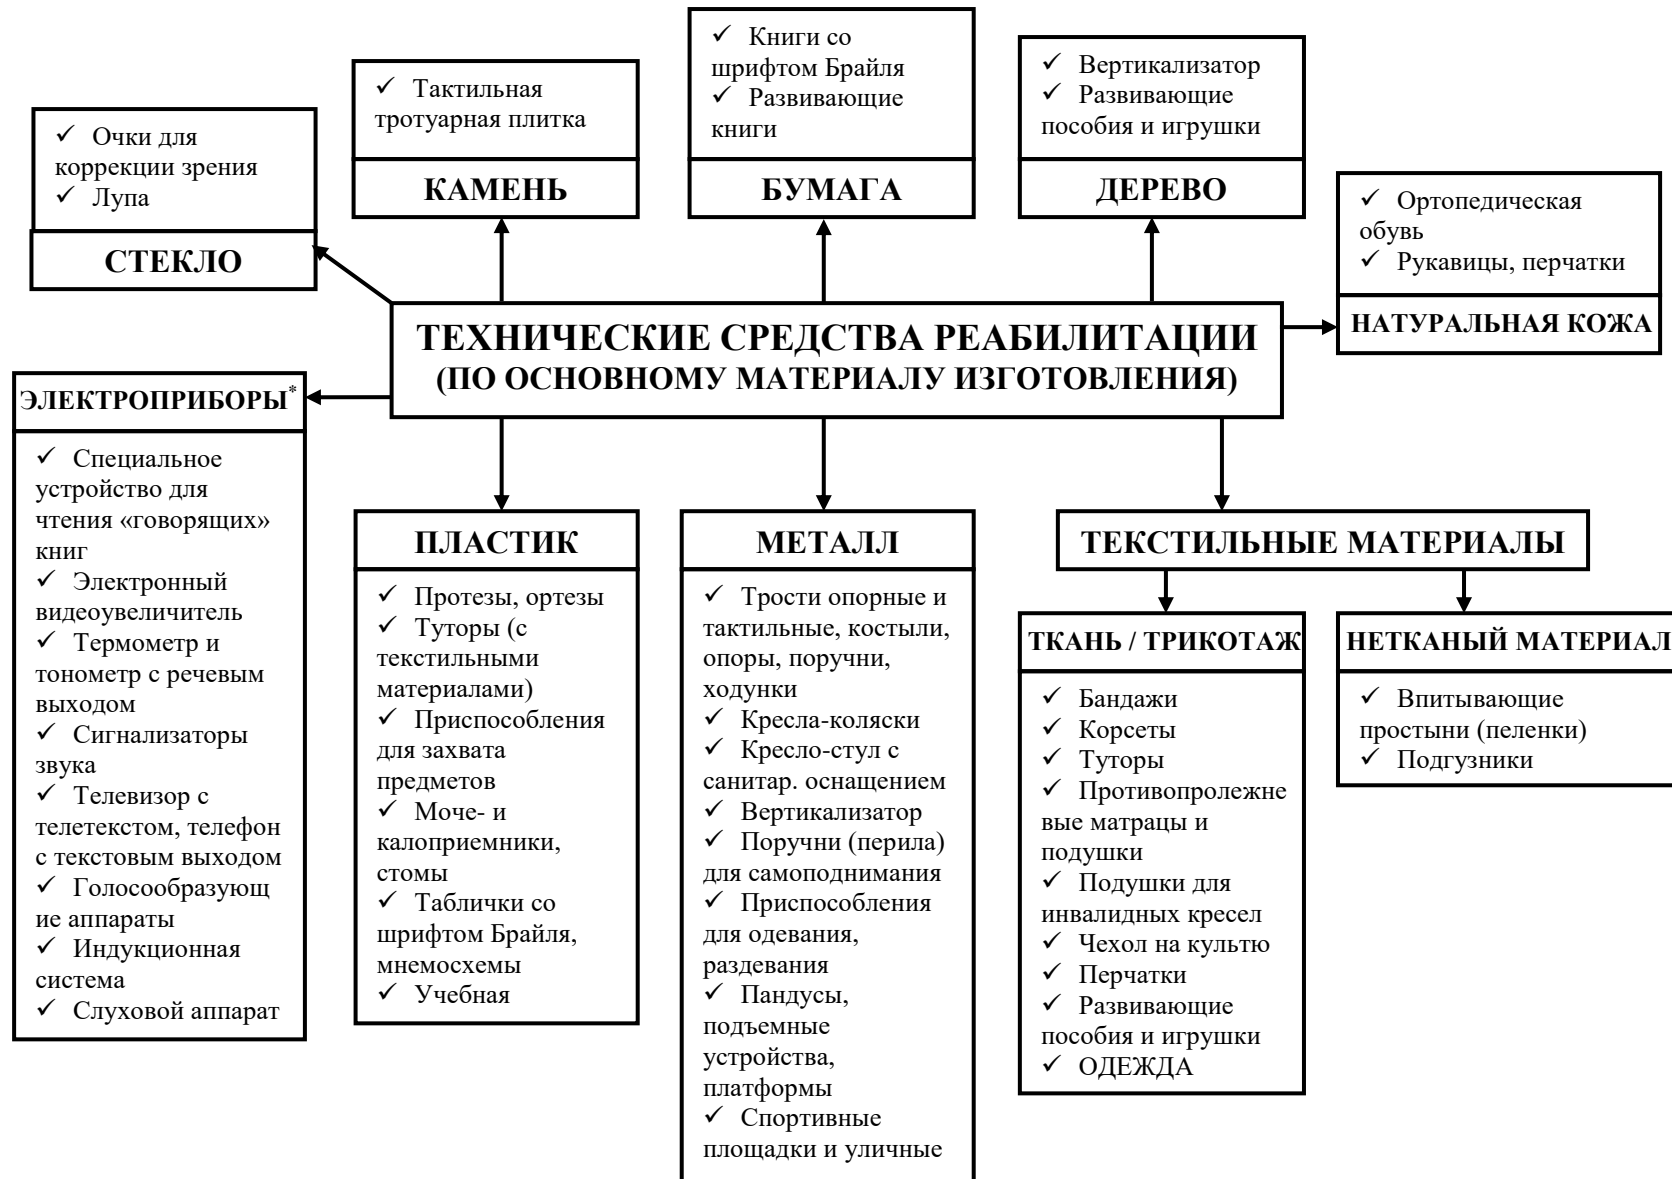 ✓ Очки для
коррекции зрения
✓ Лупа
СТЕКЛО
✓ Тактильная
тротуарная плитка
КАМЕНЬ
✓ Книги со
шрифтом Брайля
✓ Развивающие
книги
БУМАГА
✓ Вертикализатор
✓ Развивающие
пособия и игрушки
ДЕРЕВО
✓ Ортопедическая
обувь
✓ Рукавицы, перчатки
НАТУРАЛЬНАЯ КОЖА
ТЕХНИЧЕСКИЕ СРЕДСТВА РЕАБИЛИТАЦИИ
(ПО ОСНОВНОМУ МАТЕРИАЛУ ИЗГОТОВЛЕНИЯ)
ЭЛЕКТРОПРИБОРЫ*
✓ Специальное
устройство для
чтения «говорящих»
книг
✓ Электронный
видеоувеличитель
✓ Термометр и
тонометр с речевым
выходом
✓ Сигнализаторы
звука
✓ Телевизор с
телетекстом, телефон
с текстовым выходом
✓ Голосообразующ
ие аппараты
✓ Индукционная
система
✓ Слуховой аппарат
ПЛАСТИК
✓ Протезы, ортезы
✓ Туторы (с
текстильными
материалами)
✓ Приспособления
для захвата
предметов
✓ Моче- и
калоприемники,
стомы
✓ Таблички со
шрифтом Брайля,
мнемосхемы
✓ Учебная
МЕТАЛЛ
✓ Трости опорные и
тактильные, костыли,
опоры, поручни,
ходунки
✓ Кресла-коляски
✓ Кресло-стул с
санитар. оснащением
✓ Вертикализатор
✓ Поручни (перила)
для самоподнимания
✓ Приспособления
для одевания,
раздевания
✓ Пандусы,
подъемные
устройства,
платформы
✓ Спортивные
площадки и уличные
ТЕКСТИЛЬНЫЕ МАТЕРИАЛЫ
ТКАНЬ / ТРИКОТАЖ
✓ Бандажи
✓ Корсеты
✓ Туторы
✓ Противопролежне
вые матрацы и
подушки
✓ Подушки для
инвалидных кресел
✓ Чехол на культю
✓ Перчатки
✓ Развивающие
пособия и игрушки
✓ ОДЕЖДА
НЕТКАНЫЙ МАТЕРИАЛ
✓ Впитывающие
простыни (пеленки)
✓ Подгузники